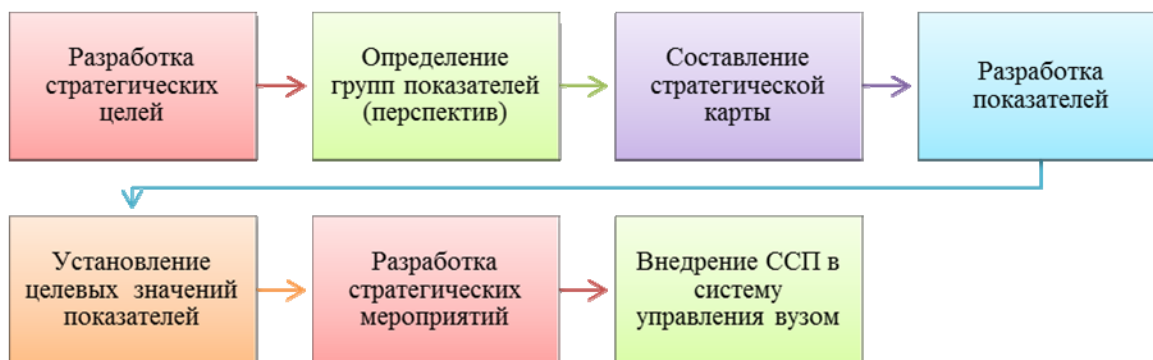 Разработка
стратегических
целей
Определение
групп показателей
(перспектив)
Составление
стратегической
карты
Разработка
показателей
Установление
целевых значений
показателей
Разработка
стратегических
мероприятий
Внедрение ССП в
систему
управления вузом